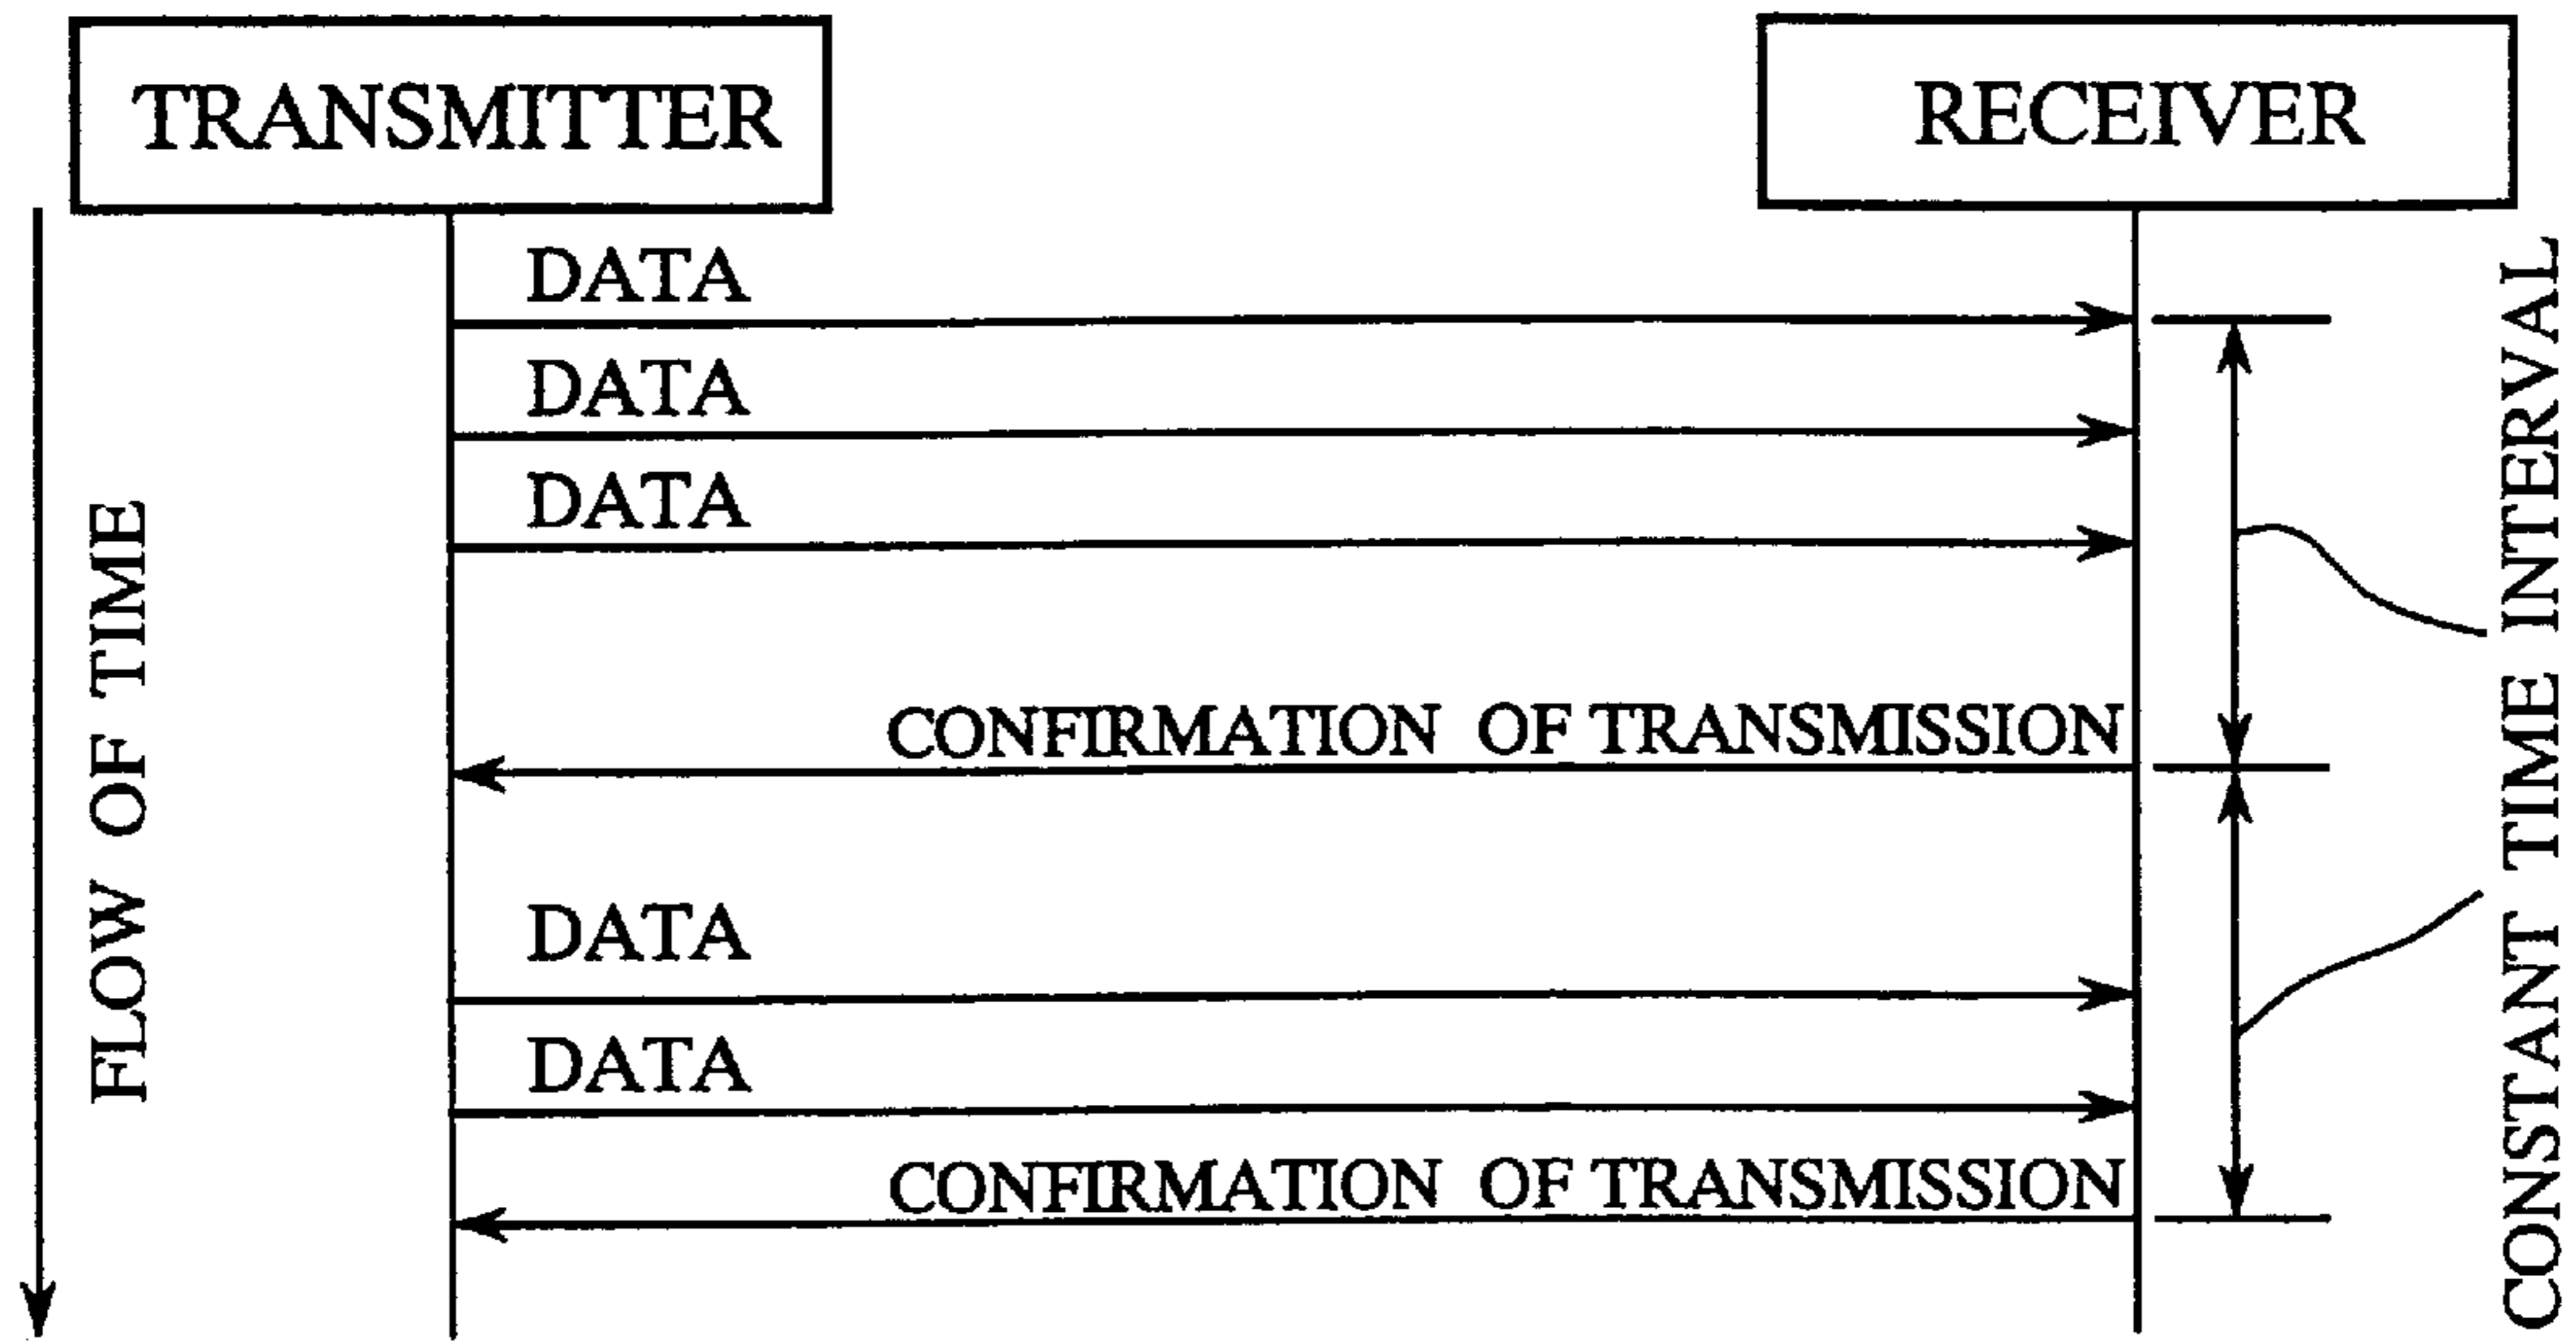 TRANSMITTER
RECEIVER
DATA
DATA
DATA
CONFIRMATION OF TRANSMISSION
DATA
DATA
CONFIRMATION OF TRANSMISSION
FLOW OF TIME
CONSTANT TIME INTERVAL